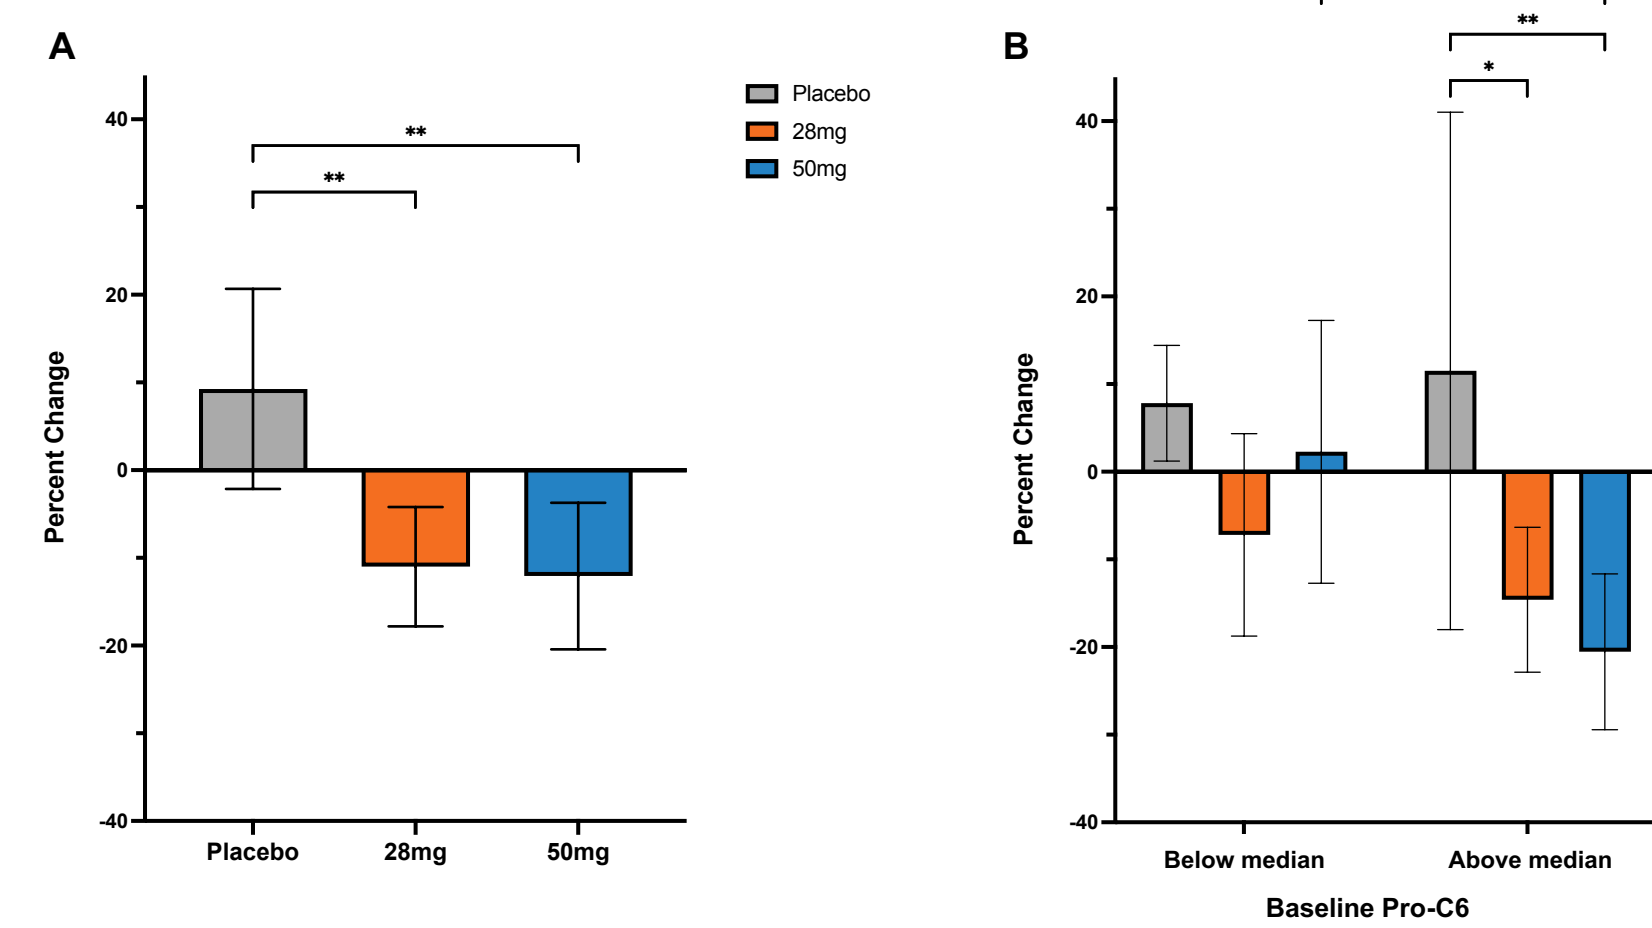 A
40
20
0
-20
-40
Percent Change
**
**
Placebo
28mg
50mg
Placebo
28mg
50mg
B
40
20
0
-20
-40
Percent Change
**
*
Below median
Above median
Baseline Pro-C6